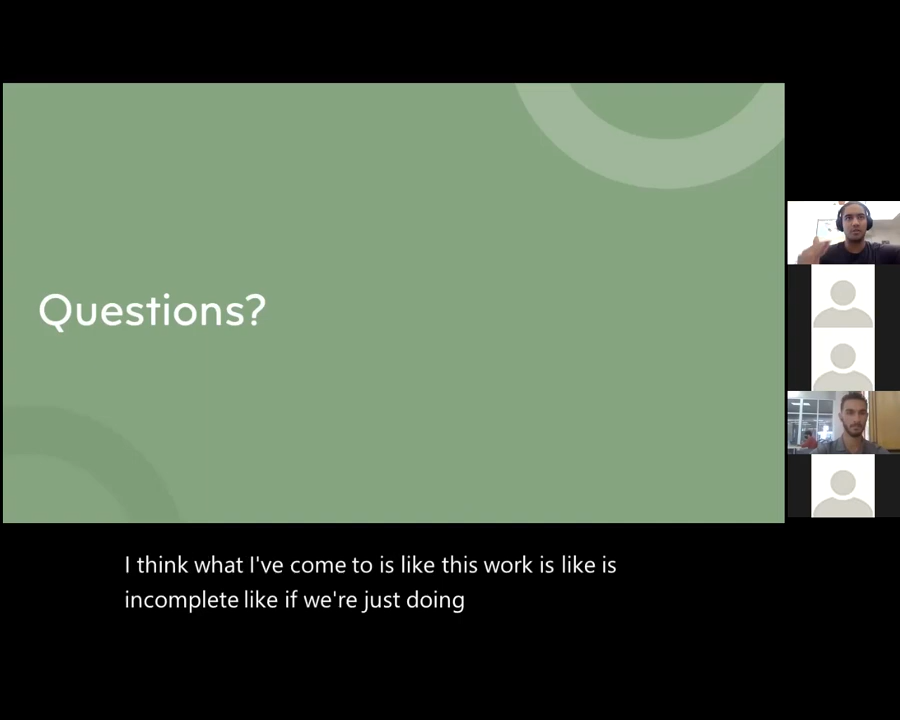 Questions?
I think what I've come to is like this work is like is
incomplete like if we're just doing